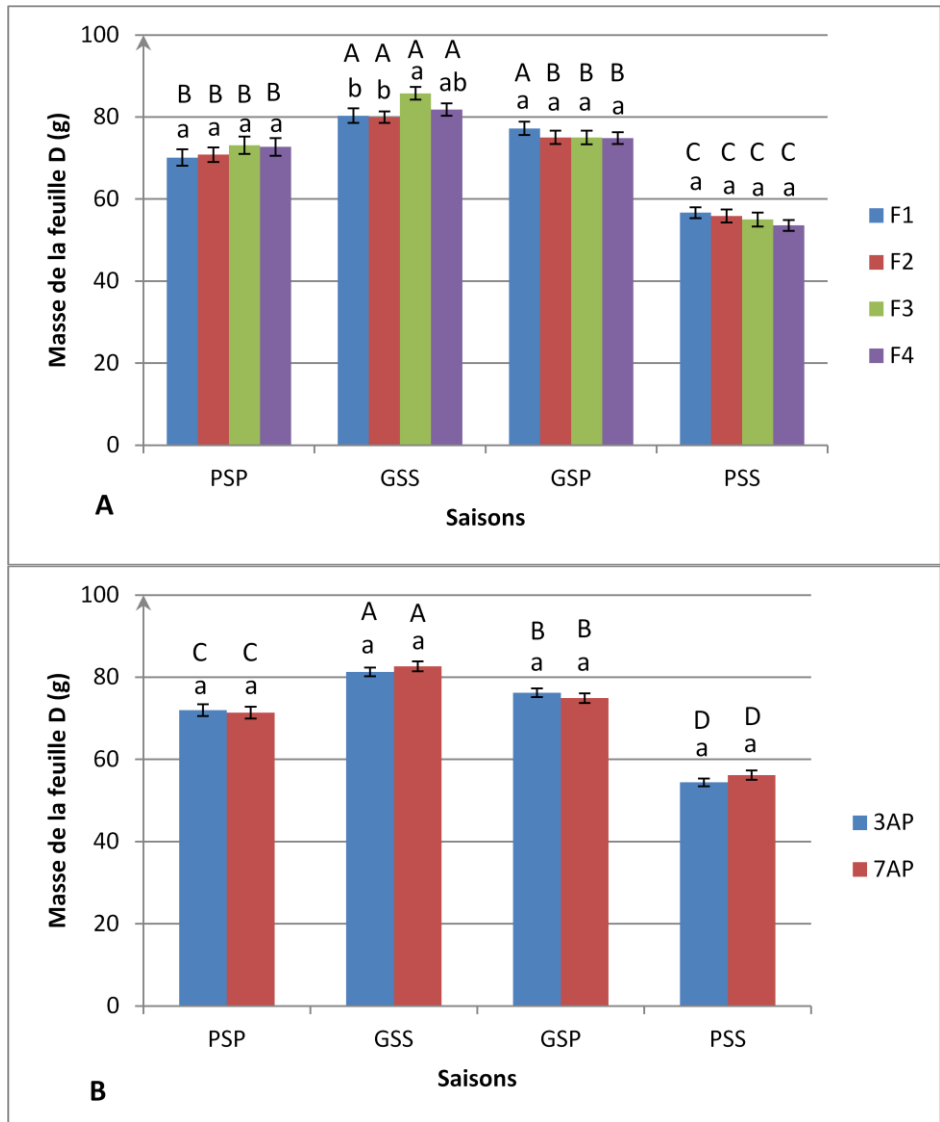 100
80
60
40
20
0
Masse de la feuille D (g)
B B B B
a a a a
A A A A
b b a ab
A B B B
a a a a
C C C C
a a a a
PSP GSS GSP PSS
Saisons
A
F1
F2
F3
F4
100
80
60
40
20
0
Masse de la feuille D (g)
C C
a a
A A
a a
B B
a a
D D
a a
PSP GSS GSP PSS
Saisons
B
3AP
7AP